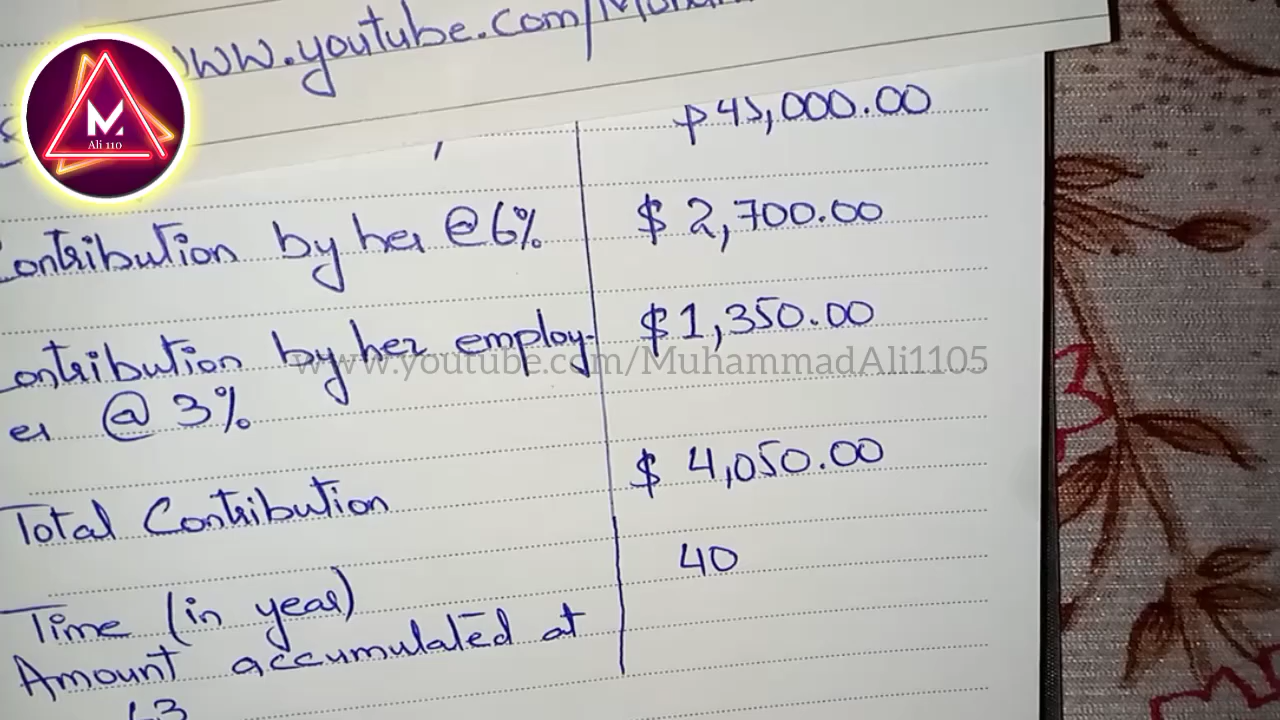 www.youtube.com/
M
Ali 110
$45,000.00
Contribution by her @ 6% $ 2,700.00
Contribution by her employ- $1,350.00
www.youtube.com/MuhammadAli1105
er @ 3%
Total Contribution $ 4,050.00
Time (in year) 40
Amount accumulated at
63